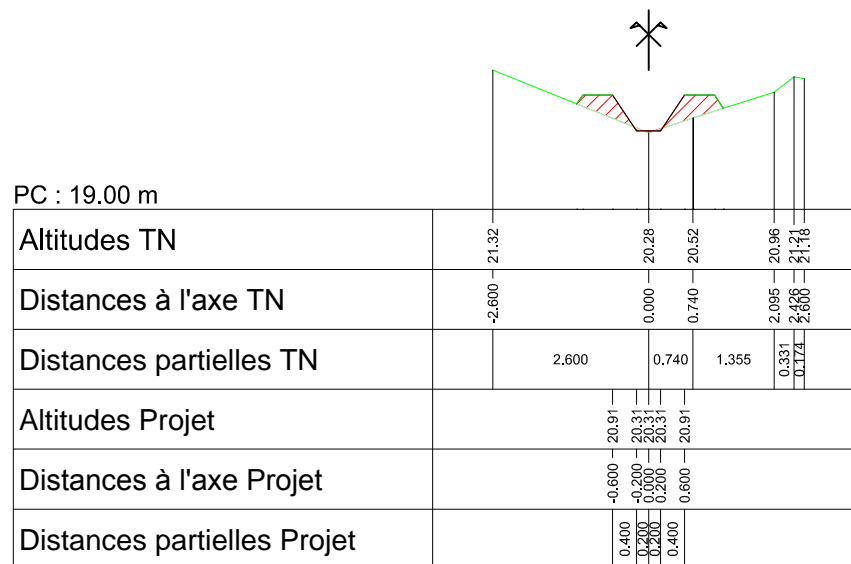 PC : 19.00 m
Altitudes TN 21.32 20.28 20.52 20.96 21.21 21.18
Distances à l'axe TN -2.600 0.000 0.740 2.095 2.426 2.600
Distances partielles TN 2.600 0.740 1.355 0.331 0.174
Altitudes Projet 20.91 20.31 20.31 20.31 20.91
Distances à l'axe Projet -0.600 -0.200 0.000 0.200 0.600
Distances partielles Projet 0.400 0.200 0.200 0.400